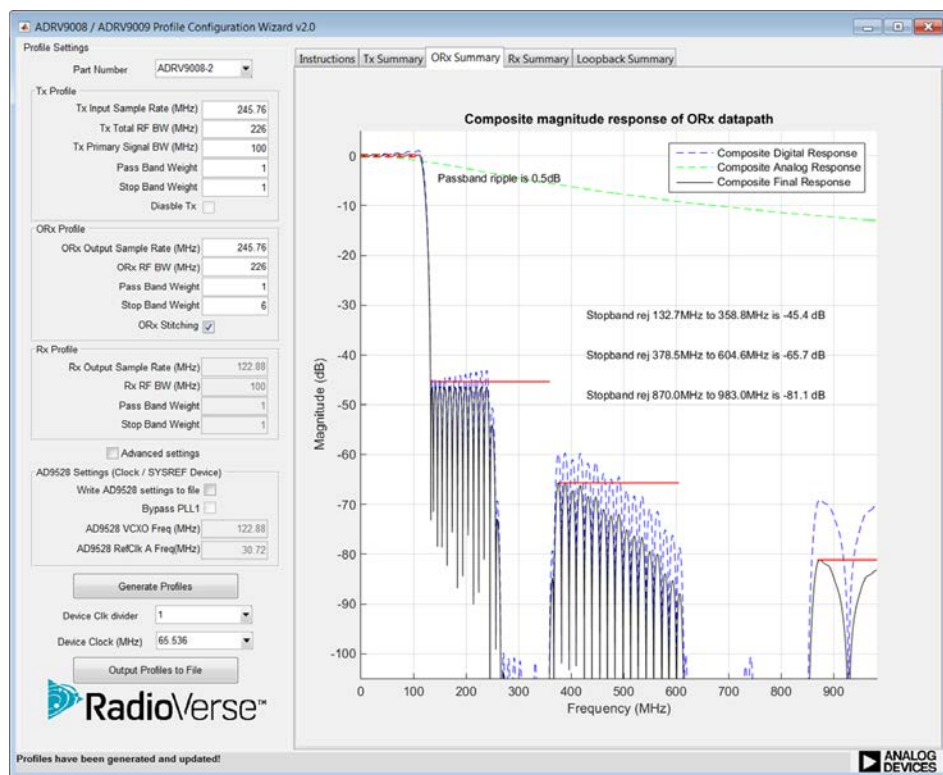 ADRV9008 / ADRV9009 Profile Configuration Wizard v2.0
Profile Settings
Part Number ADRV9008-2
Tx Profile
Tx Input Sample Rate (MHz) 245.76
Tx Total RF BW (MHz) 226
Tx Primary Signal BW (MHz) 100
Pass Band Weight 1
Stop Band Weight 1
Diasble Tx
ORx Profile
ORx Output Sample Rate (MHz) 245.76
ORx RF BW (MHz) 226
Pass Band Weight 1
Stop Band Weight 6
ORx Stitching
Rx Profile
Rx Output Sample Rate (MHz) 122.88
Rx RF BW (MHz) 100
Pass Band Weight 1
Stop Band Weight 1
Advanced settings
AD9528 Settings (Clock / SYSREF Device)
Write AD9528 settings to file
Bypass PLL1
AD9528 VCXO Freq (MHz) 122.88
AD9528 RefClk A Freq(MHz) 30.72
Generate Profiles
Device Clk divider 1
Device Clock (MHz) 65.536
Output Profiles to File
RadioVerse™
Profiles have been generated and updated!
Instructions Tx Summary ORx Summary Rx Summary Loopback Summary
Composite magnitude response of ORx datapath
Composite Digital Response
Composite Analog Response
Composite Final Response
Passband ripple is 0.5dB
Stopband rej 132.7MHz to 358.8MHz is -45.4 dB
Stopband rej 378.5MHz to 604.6MHz is -65.7 dB
Stopband rej 870.0MHz to 983.0MHz is -81.1 dB
Magnitude (dB)
0
-10
-20
-30
-40
-50
-60
-70
-80
-90
-100
0 100 200 300 400 500 600 700 800 900
Frequency (MHz)
ANALOG
DEVICES